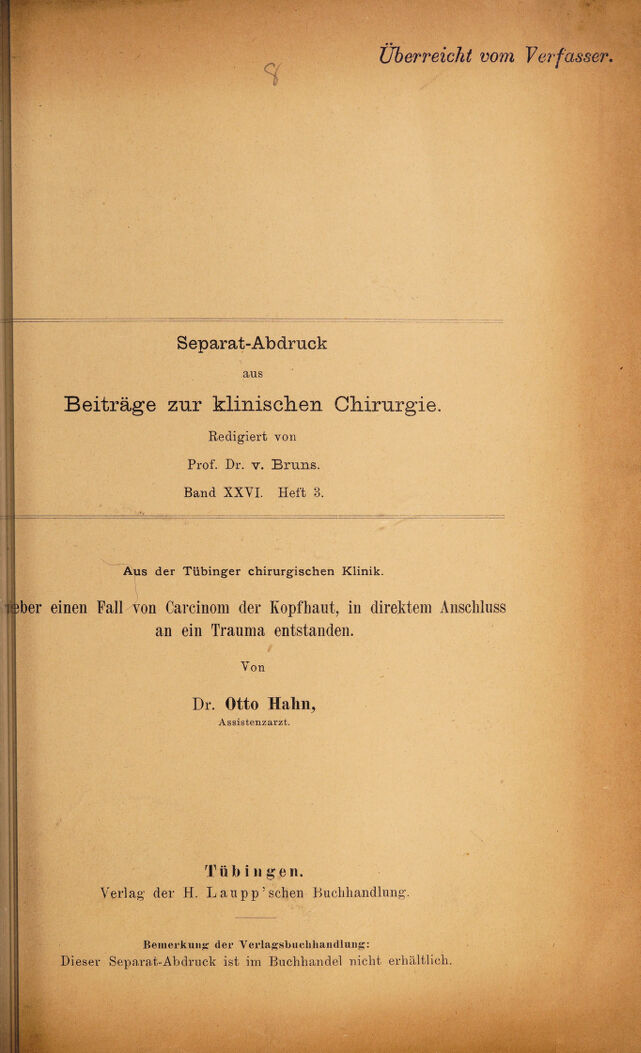 Überreicht vom Verfasser.
8
Separat-Abdruck
aus
Beiträge zur klinischen Chirurgie.
Redigiert von
Prof. Dr. v. Bruns.
Band XXVI. Heft 3.
Aus der Tübinger chirurgischen Klinik.
eber einen Fall von Carcinom der Kopfhaut, in direktem Anschluss
an ein Trauma entstanden.
Von
Dr. Otto Hahn,
Assistenzarzt.
Tübingen.
Verlag der H. Laupp'schen Buchhandlung.
Bemerkung der Verlagsbuchhandlung:
Dieser Separat-Abdruck ist im Buchhandel nicht erhältlich.